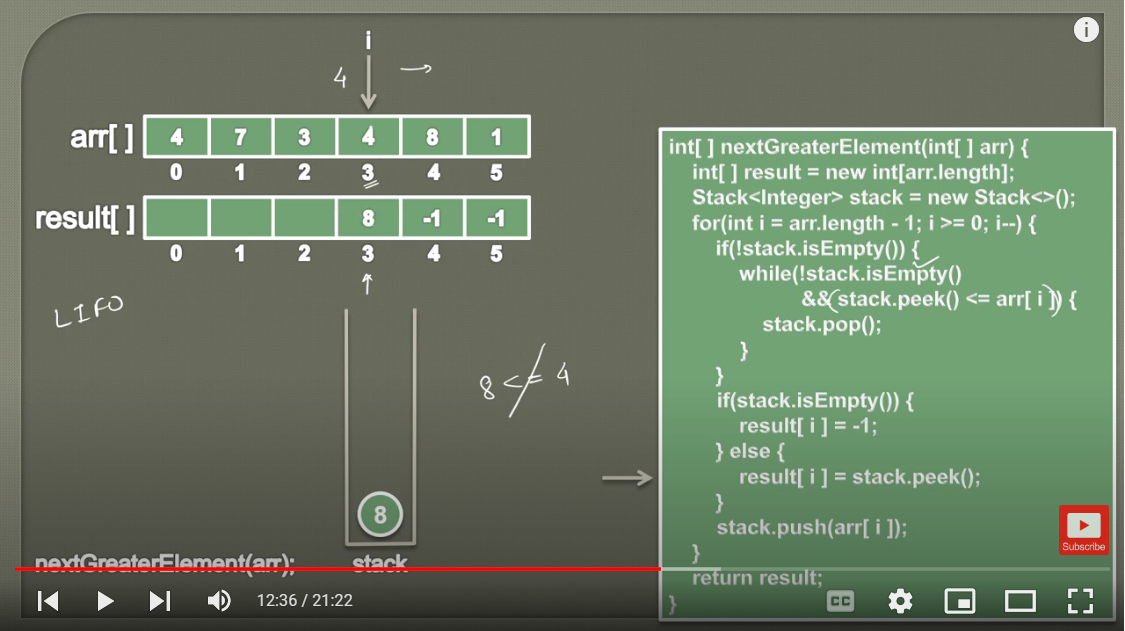 i
4
arr[ ] 4 7 3 4 8 1
0 1 2 3 4 5
result[ ] 8 -1 -1
0 1 2 3 4 5
LIFO
8 <= 4
8
nextGreaterElement(arr); stack
int[ ] nextGreaterElement(int[ ] arr) {
int[ ] result = new int[arr.length];
Stack<Integer> stack = new Stack<>();
for(int i = arr.length - 1; i >= 0; i--) {
if(!stack.isEmpty()) {
while(!stack.isEmpty()
&& (stack.peek() <= arr[ i ])) {
stack.pop();
}
}
if(stack.isEmpty()) {
result[ i ] = -1;
} else {
result[ i ] = stack.peek();
}
stack.push(arr[ i ]);
}
return result;
}
Subscribe
12:36 / 21:22
CC